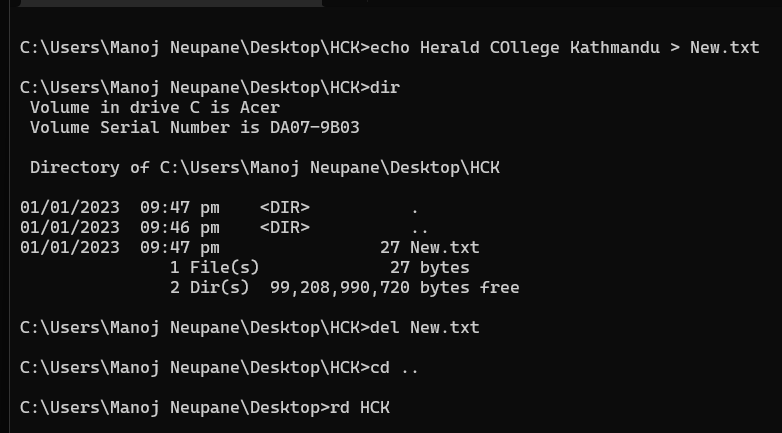 C:\Users\Manoj Neupane\Desktop\HCK>echo Herald COllege Kathmandu > New.txt
C:\Users\Manoj Neupane\Desktop\HCK>dir
Volume in drive C is Acer
Volume Serial Number is DA07-9B03
Directory of C:\Users\Manoj Neupane\Desktop\HCK
01/01/2023  09:47 pm    <DIR>          .
01/01/2023  09:46 pm    <DIR>          ..
01/01/2023  09:47 pm                27 New.txt
1 File(s)             27 bytes
2 Dir(s)  99,208,990,720 bytes free
C:\Users\Manoj Neupane\Desktop\HCK>del New.txt
C:\Users\Manoj Neupane\Desktop\HCK>cd ..
C:\Users\Manoj Neupane\Desktop>rd HCK